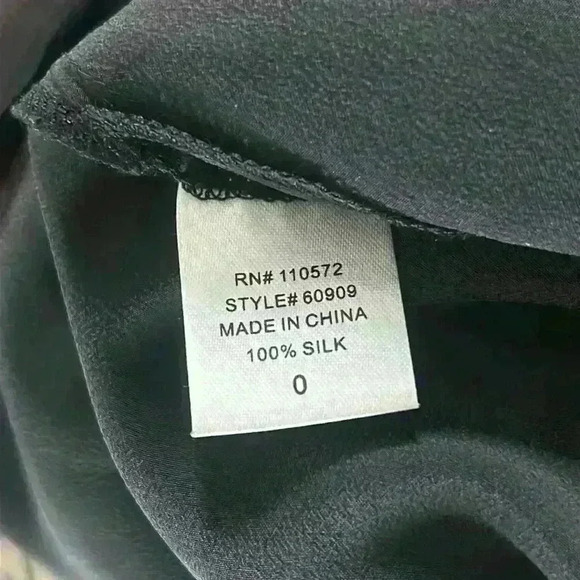 RN# 110572
STYLE# 60909
MADE IN CHINA
100% SILK
0